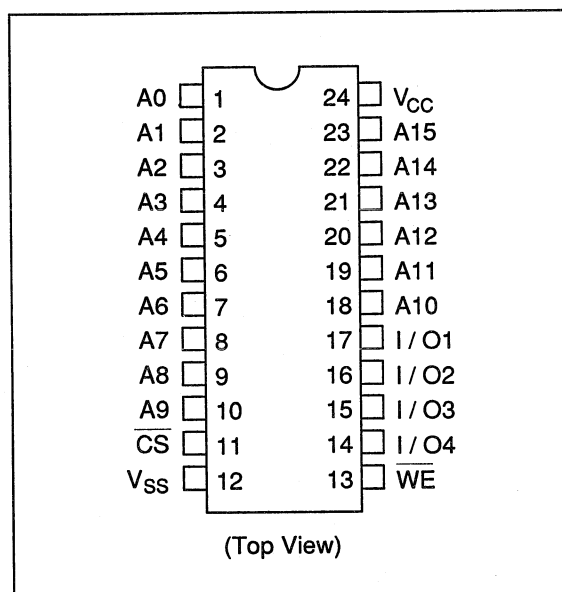 A0 1 24 VCC
A1 2 23 A15
A2 3 22 A14
A3 4 21 A13
A4 5 20 A12
A5 6 19 A11
A6 7 18 A10
A7 8 17 I / O1
A8 9 16 I / O2
A9 10 15 I / O3
C̅S̅ 11 14 I / O4
VSS 12 13 W̅E̅
(Top View)